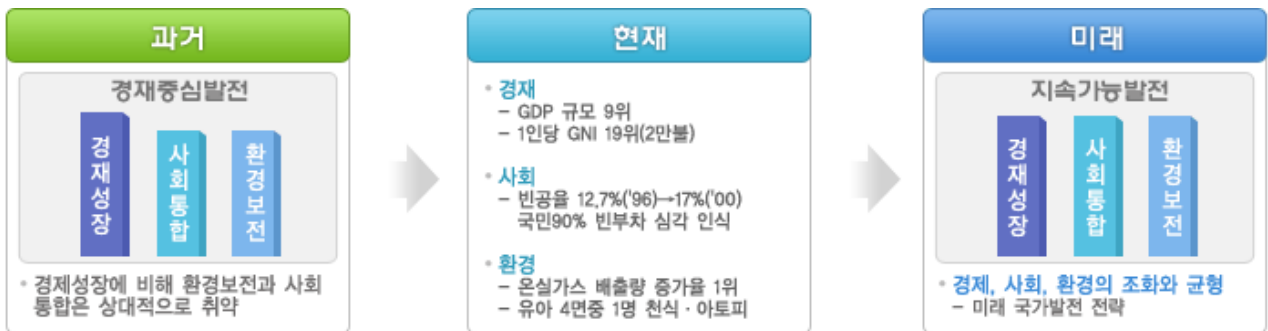 과거
경재중심발전
경재성장
사회통합
환경보전
• 경제성장에 비해 환경보전과 사회
통합은 상대적으로 취약
현재
• 경재
– GDP 규모 9위
– 1인당 GNI 19위(2만불)
• 사회
– 빈공율 12.7%('96)→17%('00)
국민90% 빈부차 심각 인식
• 환경
– 온실가스 배출량 증가율 1위
– 유아 4면중 1명 천식 · 아토피
미래
지속가능발전
경재성장
사회통합
환경보전
• 경제, 사회, 환경의 조화와 균형
– 미래 국가발전 전략